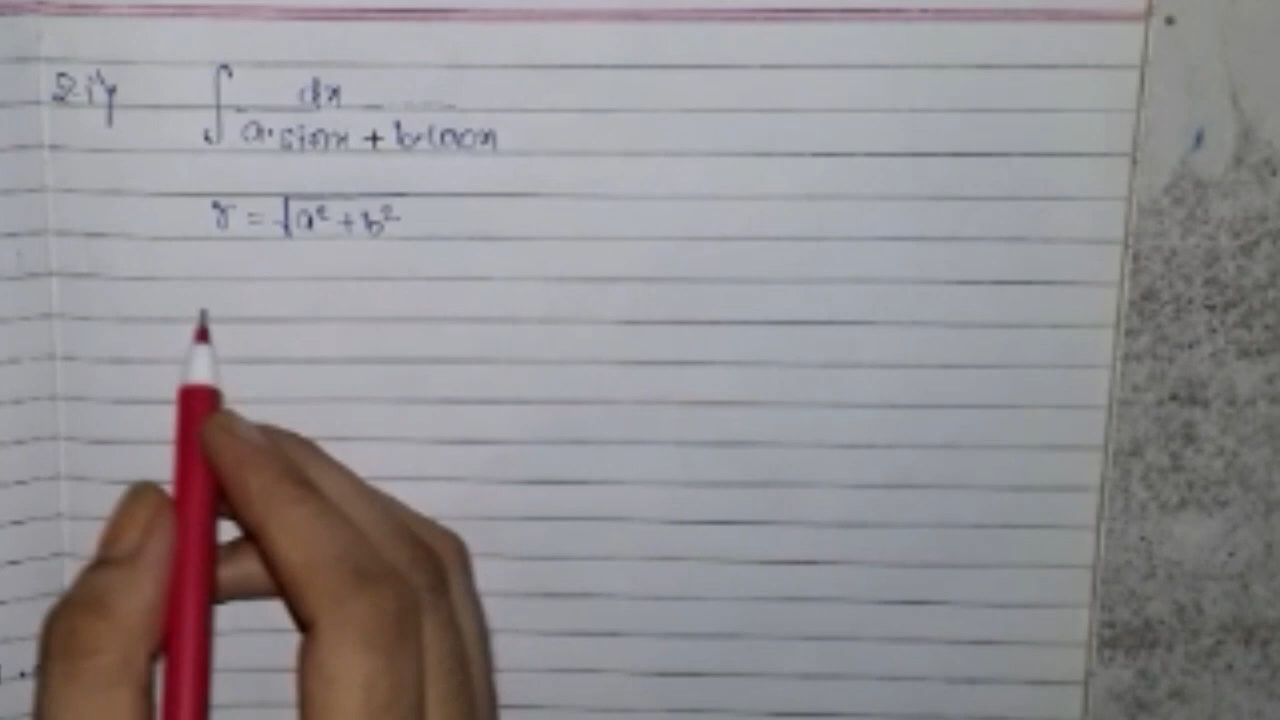 ∫ dx / a·sinx + b·cosx
r = √a² + b²